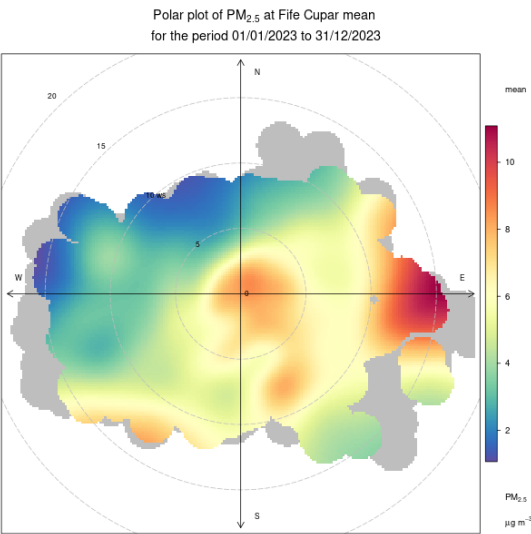 Polar plot of PM2.5 at Fife Cupar mean
for the period 01/01/2023 to 31/12/2023
N
mean
20
15
10 ws
10
8
5
W
E
6
0
4
2
PM2.5
S
µg m−3